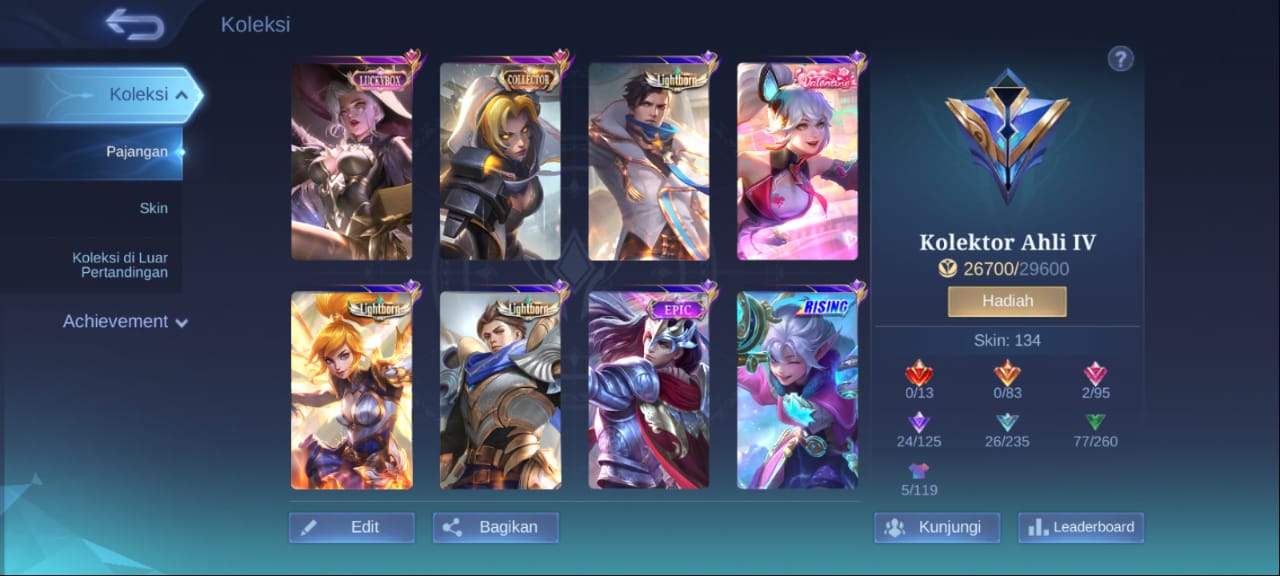 Koleksi
Koleksi
Pajangan
Skin
Koleksi di Luar
Pertandingan
Achievement
LUCKYBOX
COLLECTOR
Lightborn
Valentine
Lightborn
Lightborn
EPIC
RISING
Edit
Bagikan
?
Kolektor Ahli IV
26700/29600
Hadiah
Skin: 134
0/13
0/83
2/95
24/125
26/235
77/260
5/119
Kunjungi
Leaderboard